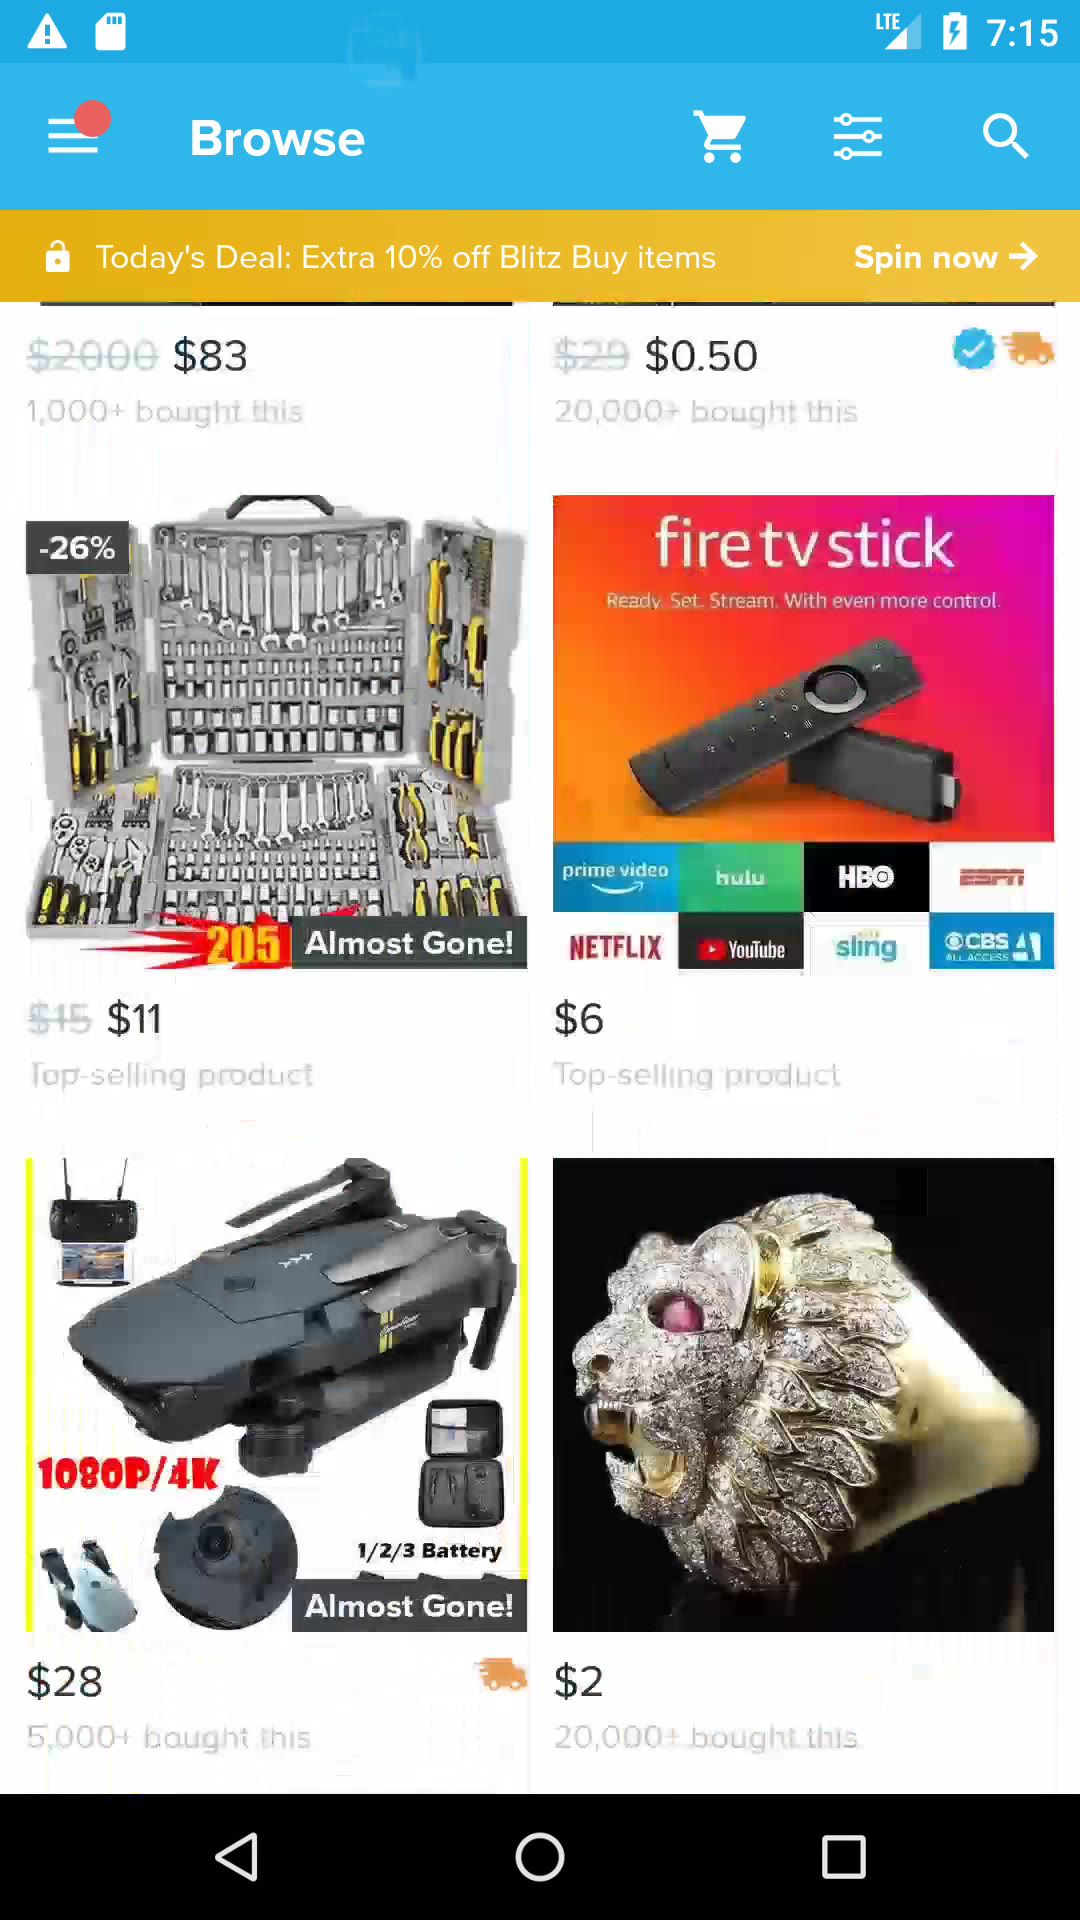 LTE 7:15
Browse
Today's Deal: Extra 10% off Blitz Buy items Spin now
$2000 $83
$29 $0.50
1,000+ bought this
20,000+ bought this
-26%
205
Almost Gone!
fire tv stick
Ready. Set. Stream. With even more control.
prime video hulu HBO ESPN
NETFLIX YouTube sling CBS ALL ACCESS
$15 $11
$6
Top-selling product
Top-selling product
1080P/4K
1/2/3 Battery
Almost Gone!
$28
$2
5,000+ bought this
20,000+ bought this